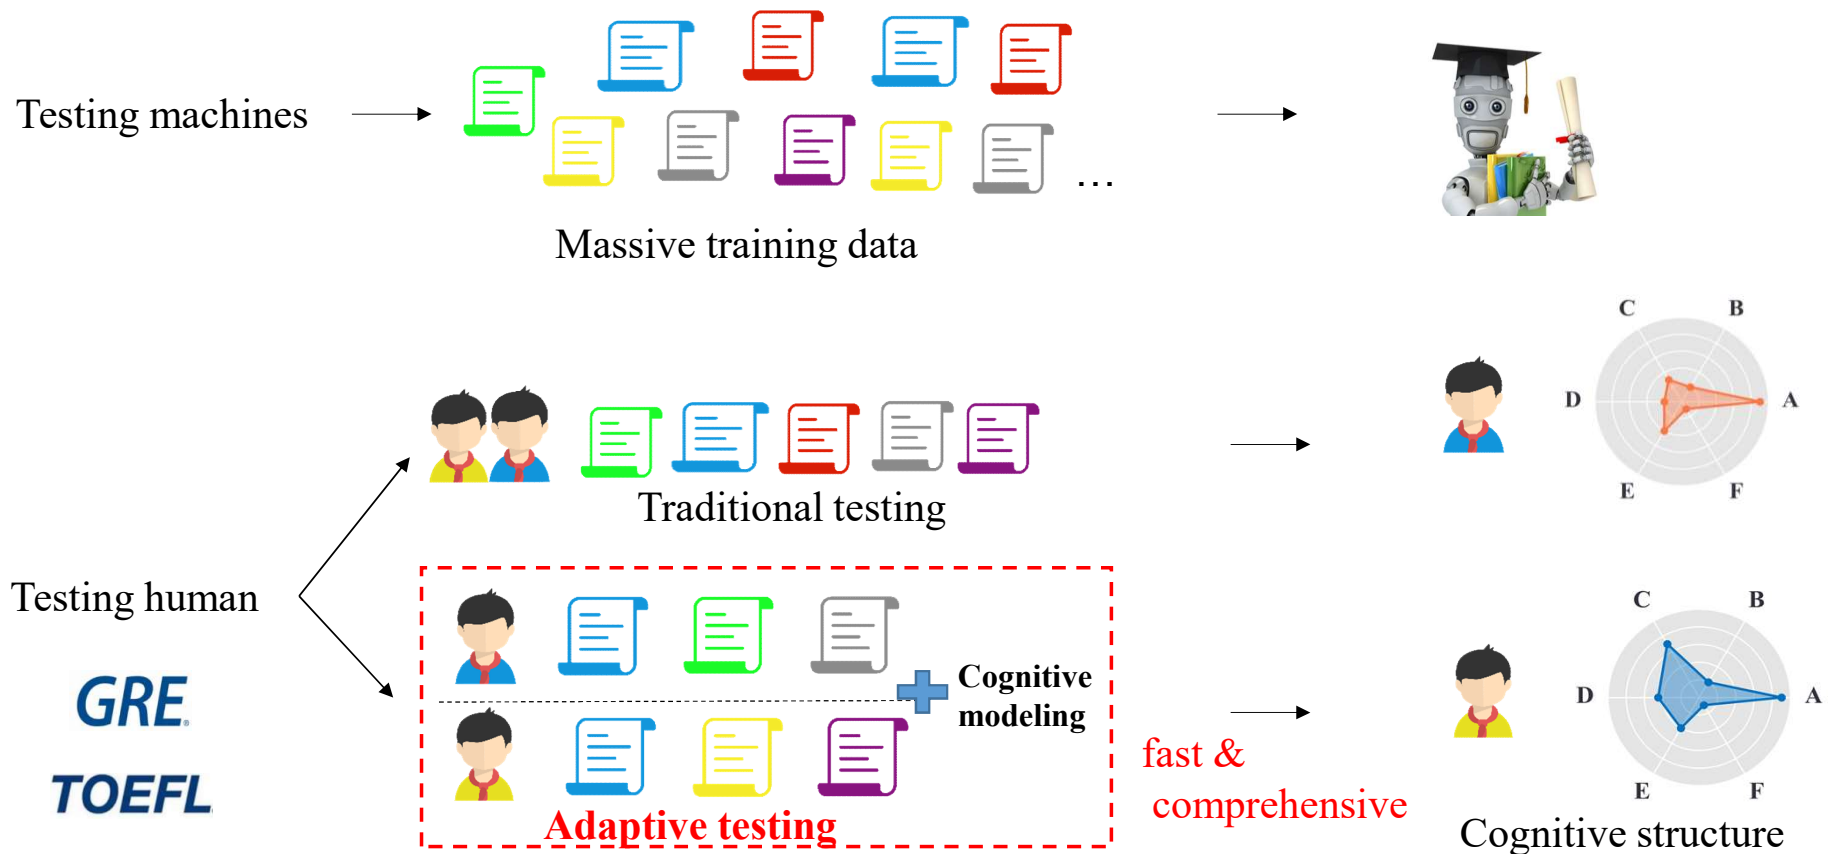 Testing machines
...
Massive training data
C B
D A
E F
Traditional testing
Testing human
GRE
TOEFL
Cognitive
modeling
Adaptive testing
fast &
comprehensive
C B
D A
E F
Cognitive structure